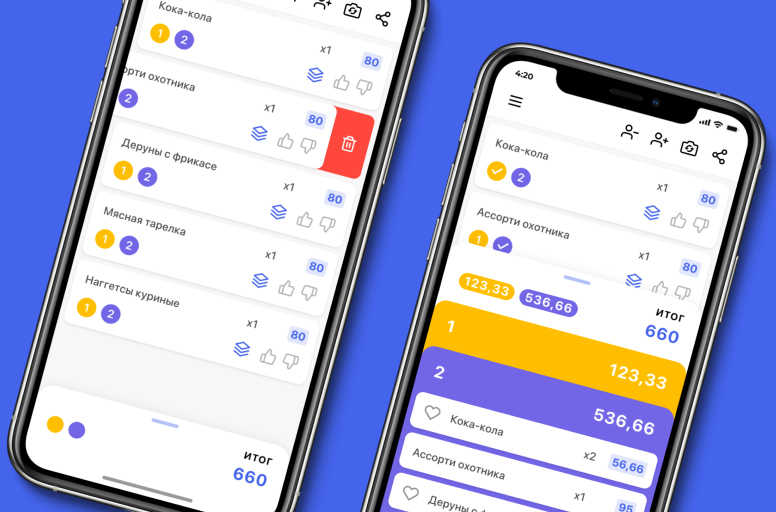 Кока-кола
1 2
x1
80
орти охотника
2
x1
80
Деруны с фрикасе
1 2
x1
80
Мясная тарелка
1 2
x1
80
Наггетсы куриные
1 2
x1
80
ИТОГ
660
4:20
Кока-кола
2
x1
80
Ассорти охотника
1
x1
80
123,33 536,66
ИТОГ
660
1 123,33
2 536,66
Кока-кола x2 56,66
Ассорти охотника x1 95
Деруны с